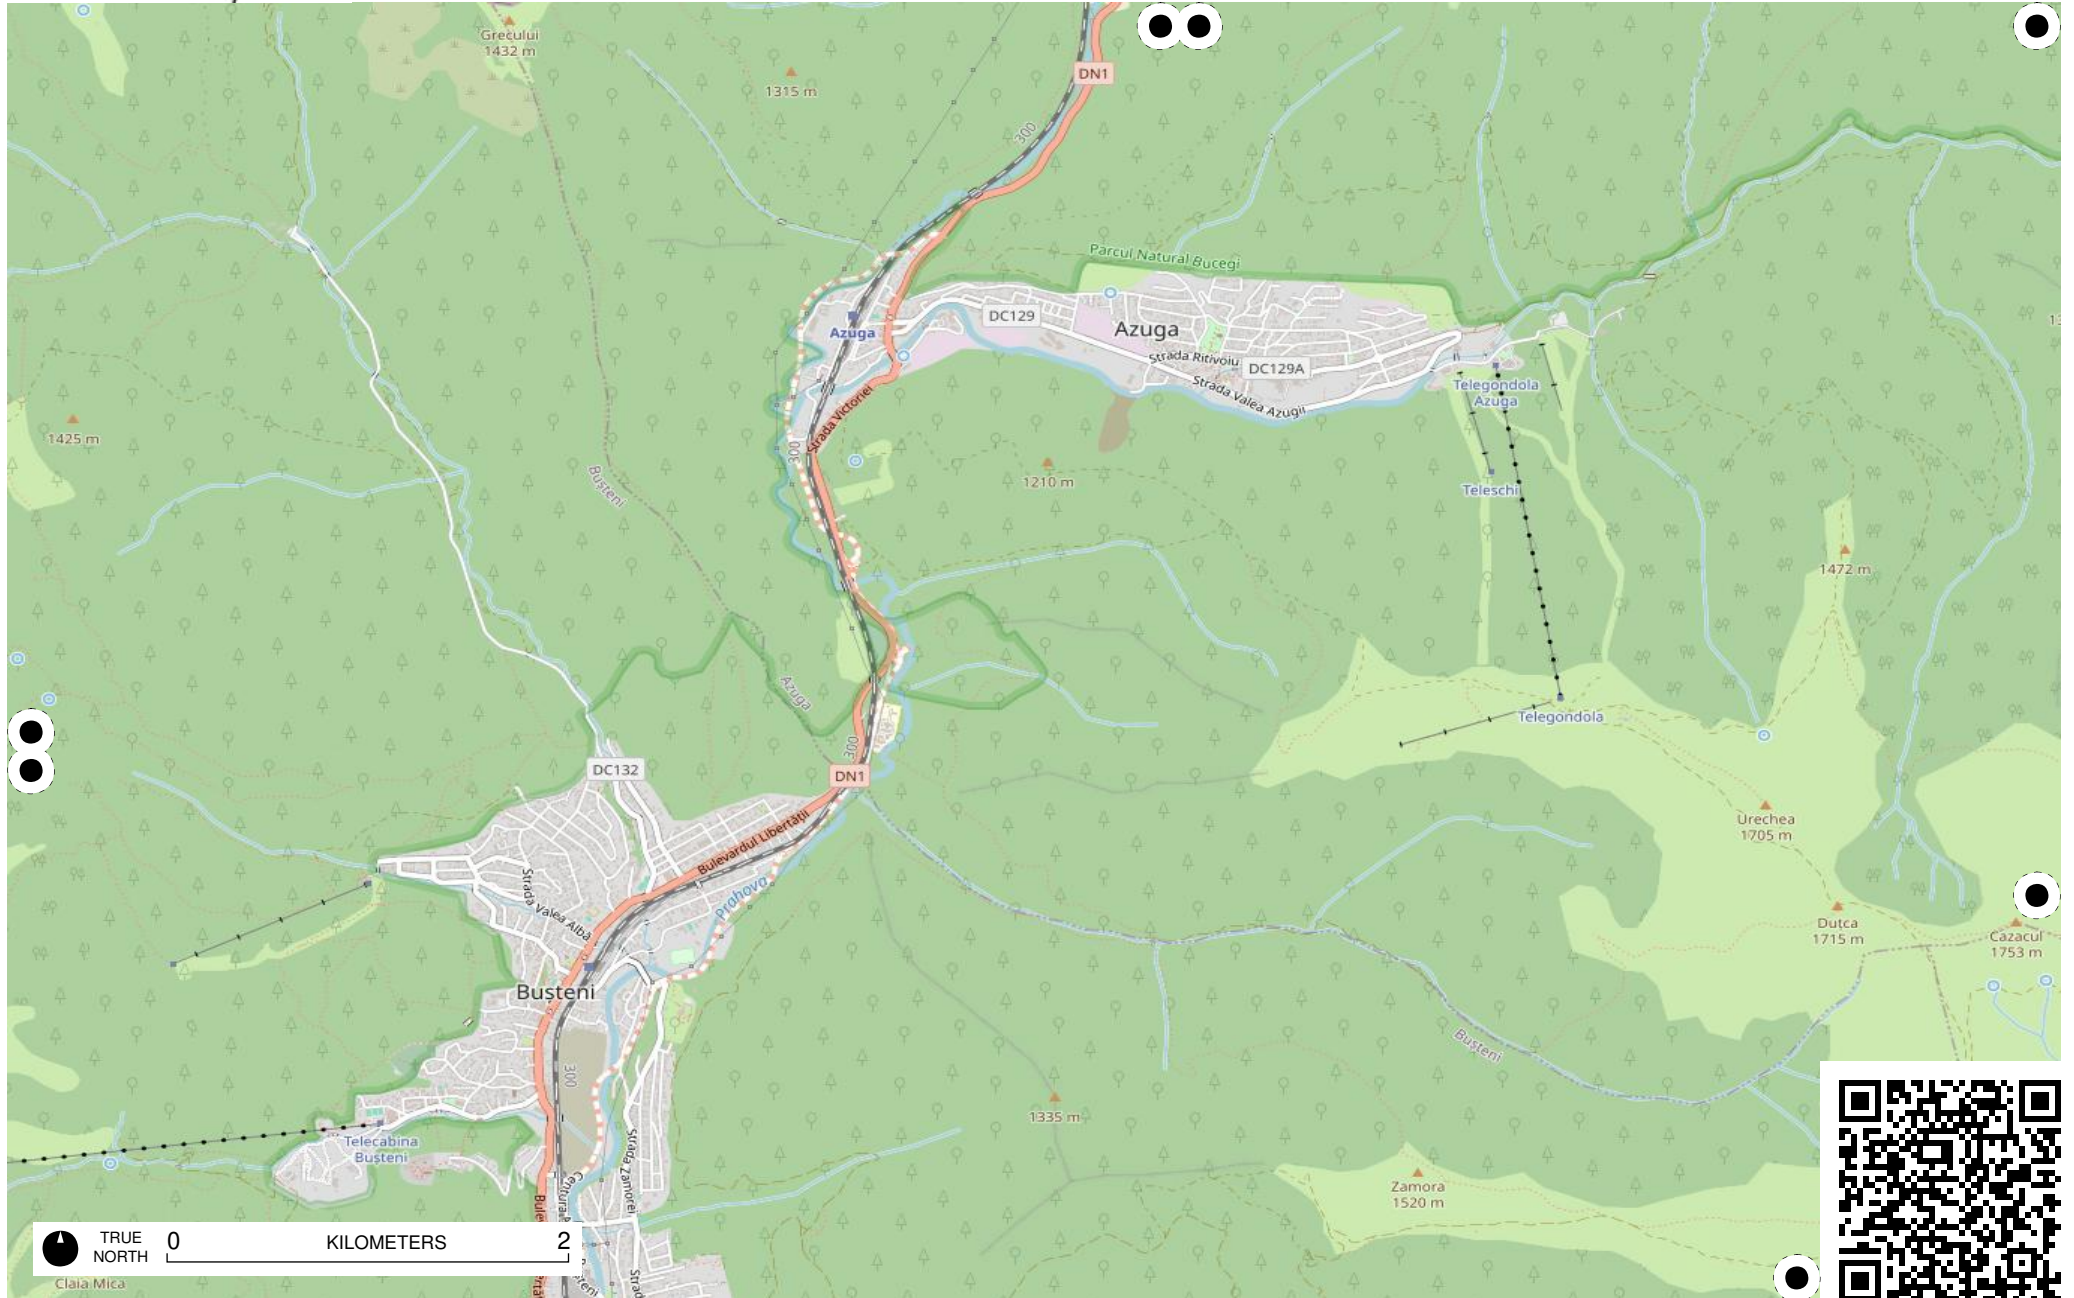 Grecului
1432 m
1315 m
DN1
300
Parcul Natural Bucegi
DC129
Azuga
Azuga
Strada Ritivoiu
DC129A
Strada Valea Azugii
Telegondola
Azuga
Strada Victoriei
1425 m
300
1210 m
Teleschi
Bușteni
1472 m
Azuga
Telegondola
300
DC132
DN1
Urechea
1705 m
Bulevardul Libertății
Strada Valea Albă
Prahova
Duțca
1715 m
Cazacul
1753 m
Bușteni
Bușteni
300
1335 m
Telecabina
Bușteni
Strada Zamorei
Zamora
1520 m
TRUE
NORTH
0
KILOMETERS
2
Claia Mică